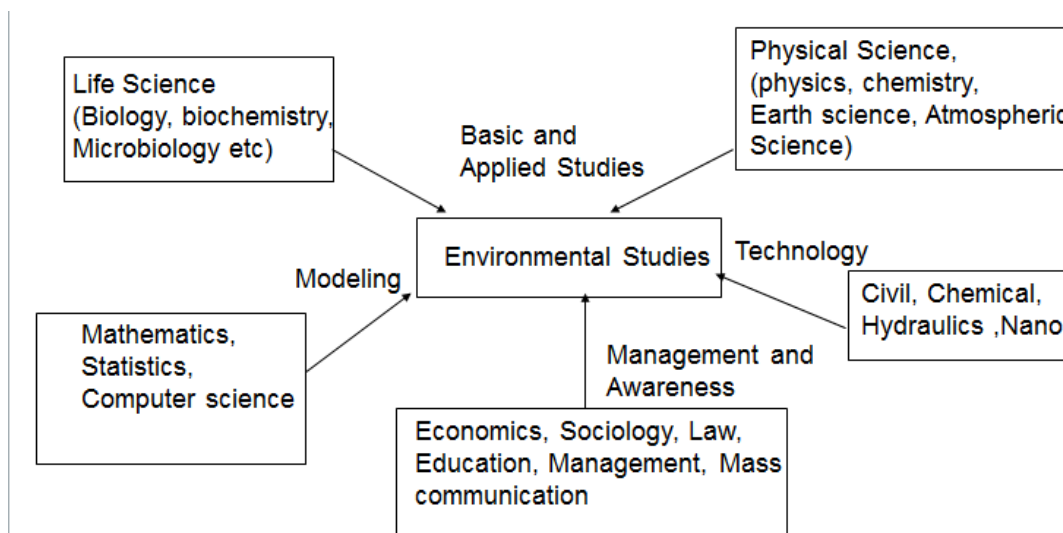 Life Science
(Biology, biochemistry,
Microbiology etc)
Physical Science,
(physics, chemistry,
Earth science, Atmospheric
Science)
Basic and
Applied Studies
Environmental Studies
Technology
Modeling
Civil, Chemical,
Hydraulics ,Nano
Mathematics,
Statistics,
Computer science
Management and
Awareness
Economics, Sociology, Law,
Education, Management, Mass
communication